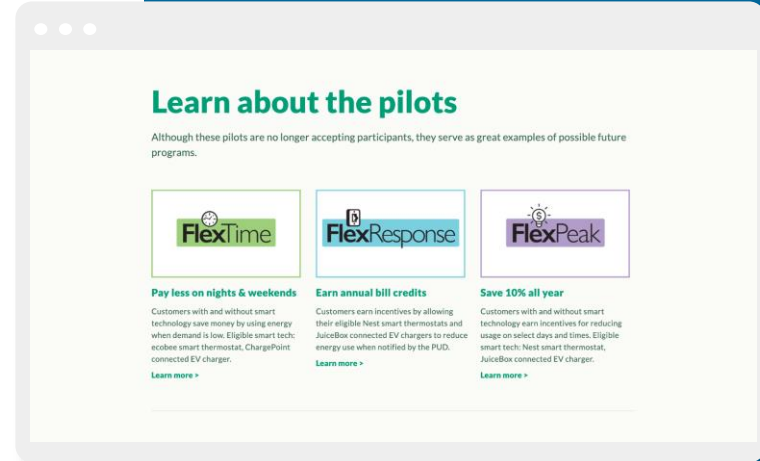 Learn about the pilots
Although these pilots are no longer accepting participants, they serve as great examples of possible future
programs.
FlexTime
Pay less on nights & weekends
Customers with and without smart
technology save money by using energy
when demand is low. Eligible smart tech:
ecobee smart thermostat, ChargePoint
connected EV charger.
Learn more >
FlexResponse
Earn annual bill credits
Customers earn incentives by allowing
their eligible Nest smart thermostats and
JuiceBox connected EV chargers to reduce
energy use when notified by the PUD.
Learn more >
FlexPeak
Save 10% all year
Customers with and without smart
technology earn incentives for reducing
usage on select days and times. Eligible
smart tech: Nest smart thermostat,
JuiceBox connected EV charger.
Learn more >